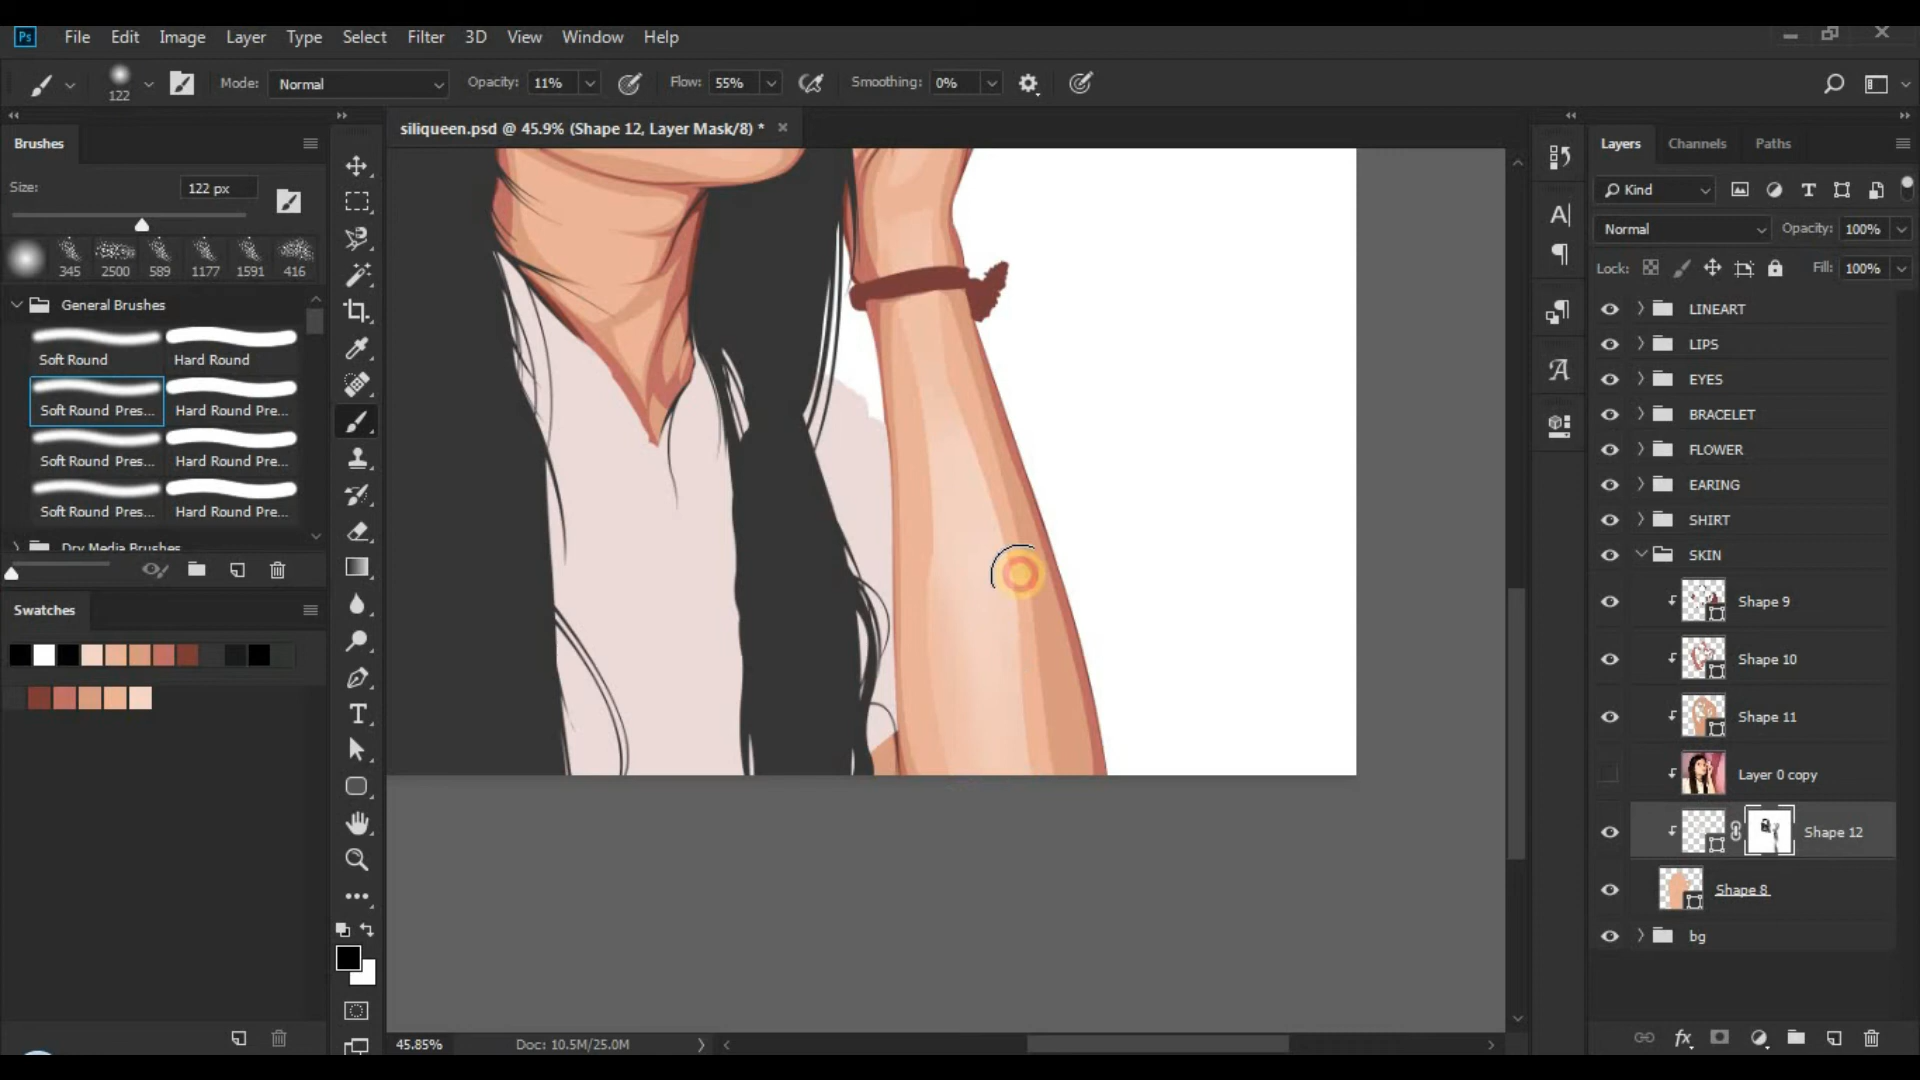 Ps File Edit Image Layer Type Select Filter 3D View Window Help
122 Mode: Normal Opacity: 11% Flow: 55% Smoothing: 0%
siliqueen.psd @ 45.9% (Shape 12, Layer Mask/8) *
Brushes
Size: 122 px
345 2500 589 1177 1591 416
General Brushes
Soft Round Hard Round
Soft Round Pres... Hard Round Pre...
Soft Round Pres... Hard Round Pre...
Soft Round Pres... Hard Round Pre...
Dry Media Brushes
Swatches
Layers Channels Paths
Kind
Normal Opacity: 100%
Lock: Fill: 100%
LINEART
LIPS
EYES
BRACELET
FLOWER
EARING
SHIRT
SKIN
Shape 9
Shape 10
Shape 11
Layer 0 copy
Shape 12
Shape 8
bg
45.85% Doc: 10.5M/25.0M